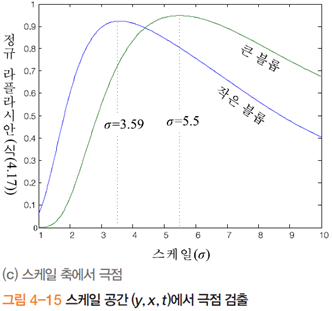 정규 라플라시안 (식(4.17))
1
0.9
0.8
0.7
0.6
0.5
0.4
0.3
0.2
0.1
0
큰 블롭
작은 블롭
σ=3.59
σ=5.5
1 2 3 4 5 6 7 8 9 10
스케일(σ)
(c) 스케일 축에서 극점
그림 4-15 스케일 공간 (y, x, t)에서 극점 검출